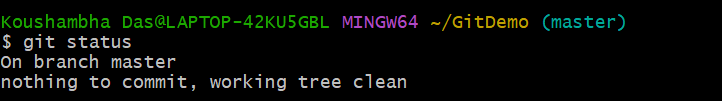 Koushambha Das@LAPTOP-42KU5GBL MINGW64 ~/GitDemo (master)
$ git status
On branch master
nothing to commit, working tree clean